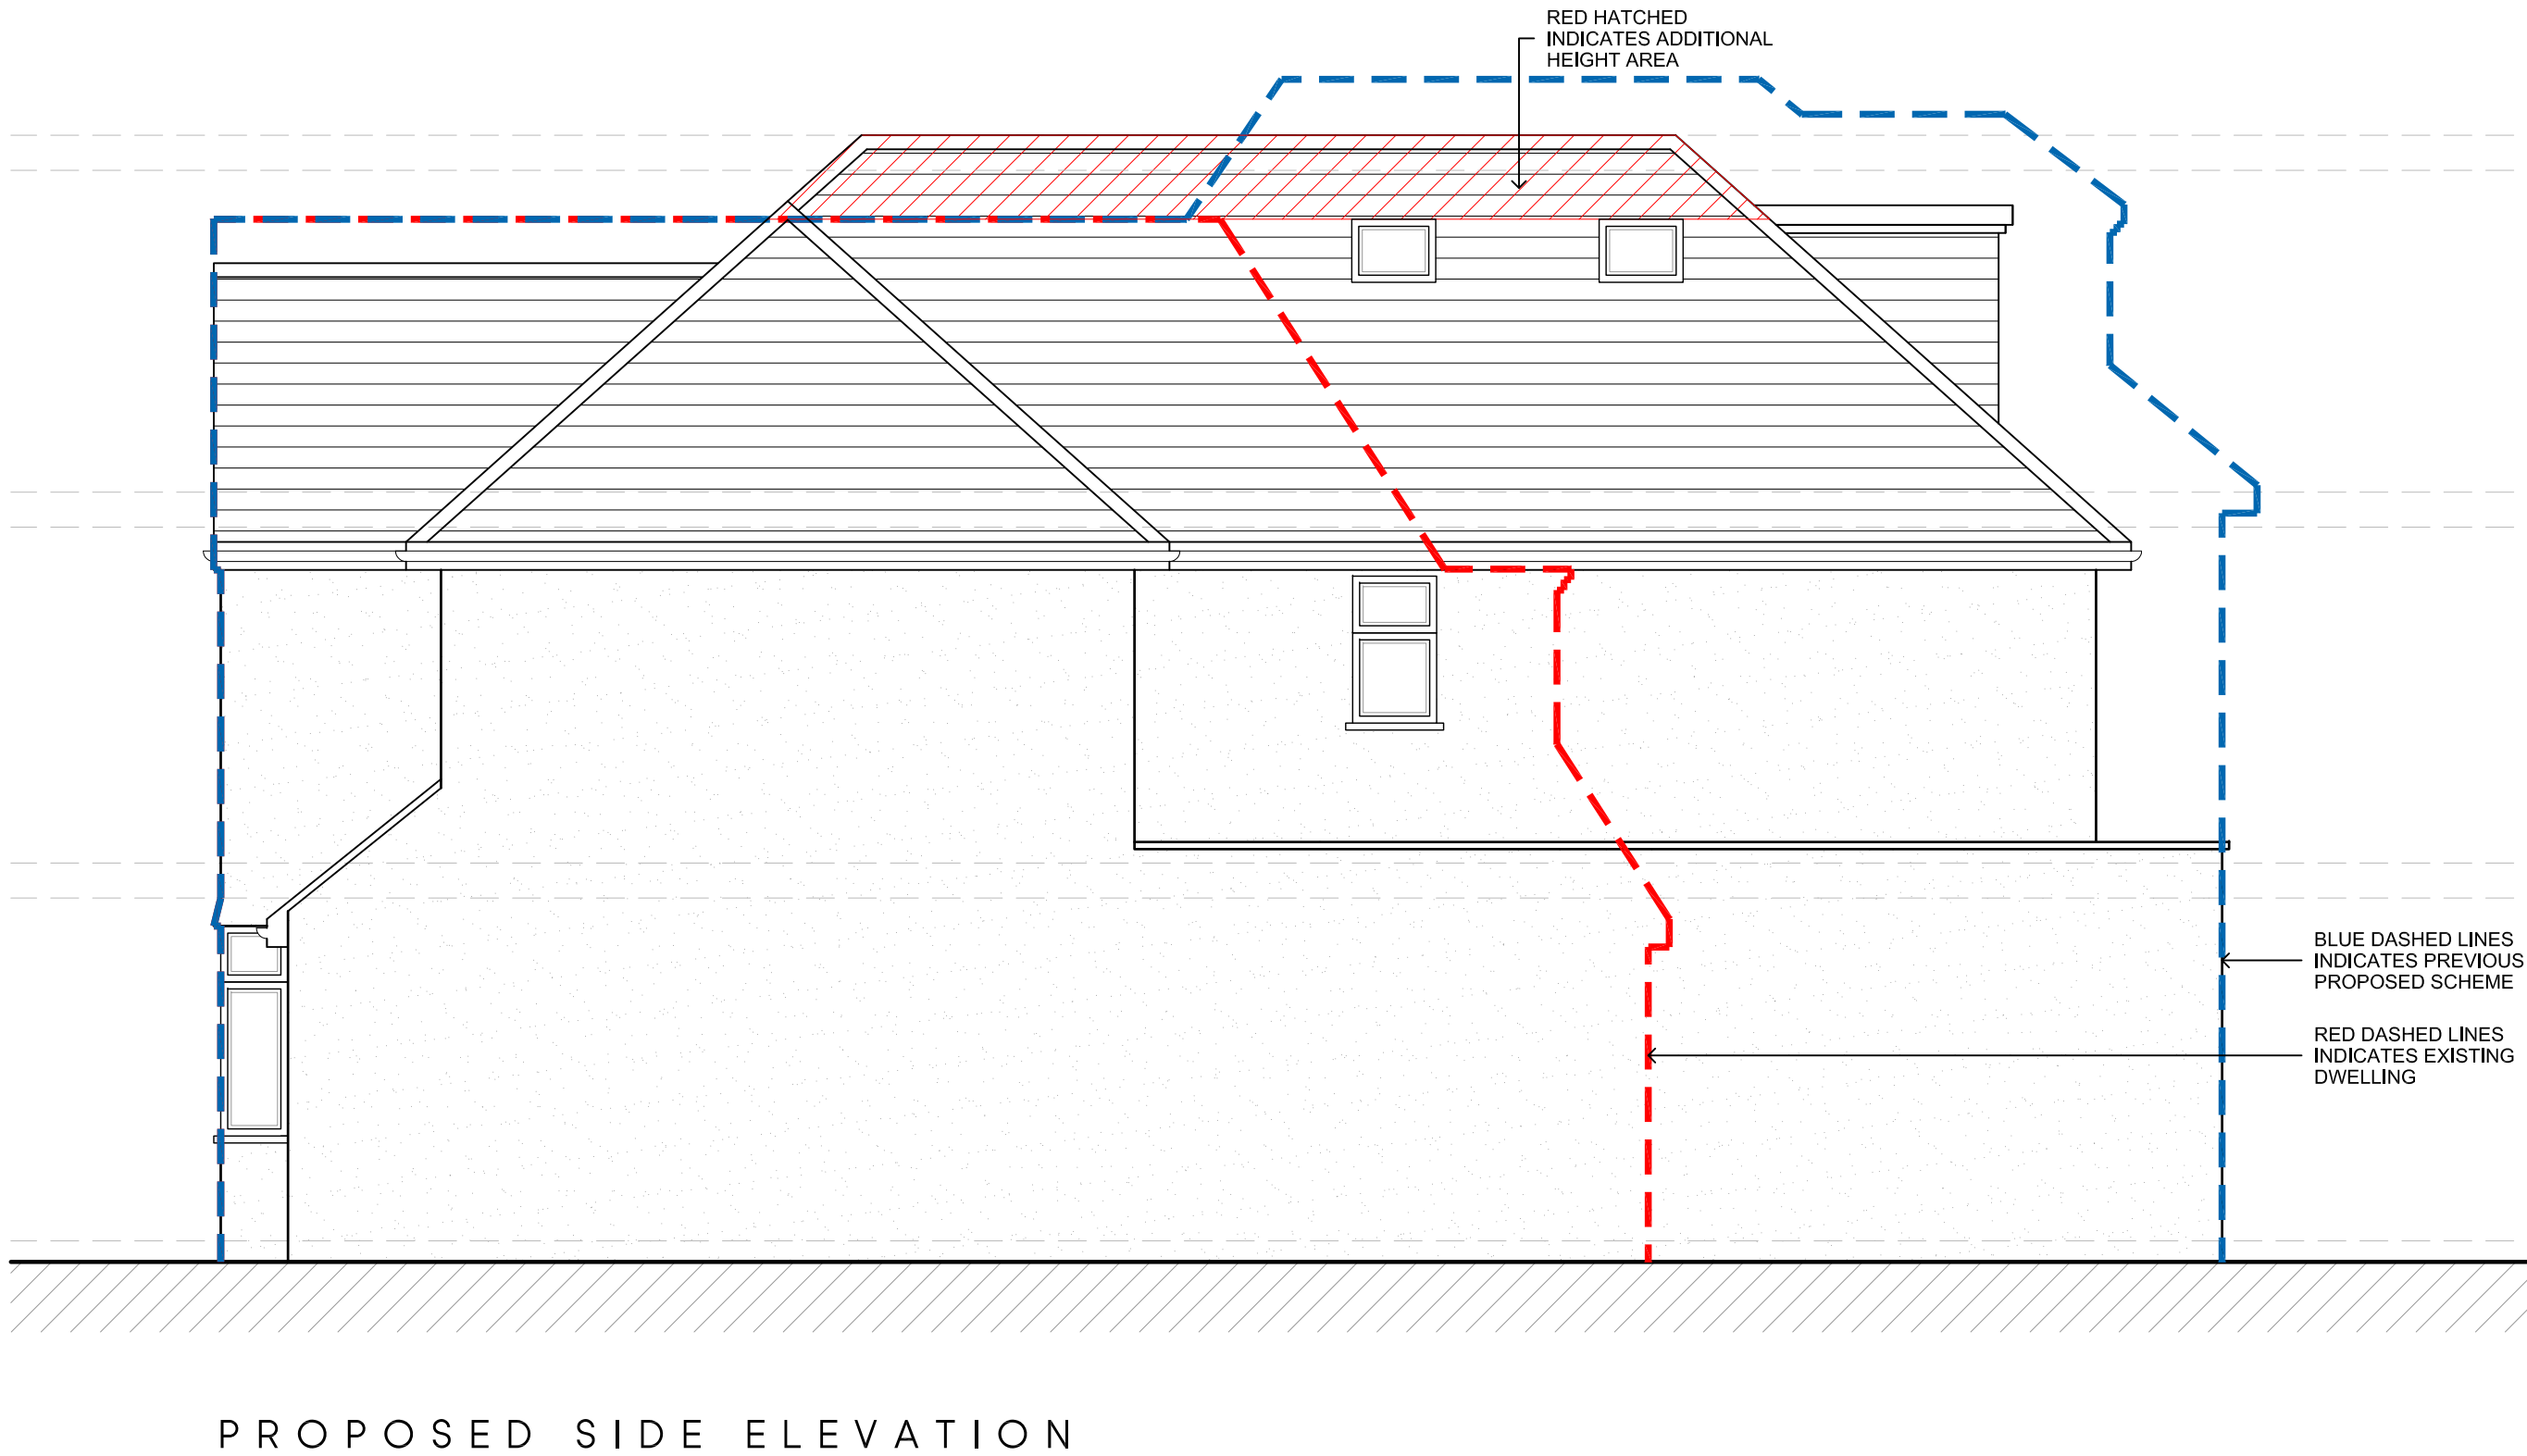 RED HATCHED
INDICATES ADDITIONAL
HEIGHT AREA
BLUE DASHED LINES
INDICATES PREVIOUS
PROPOSED SCHEME
RED DASHED LINES
INDICATES EXISTING
DWELLING
PROPOSED SIDE ELEVATION